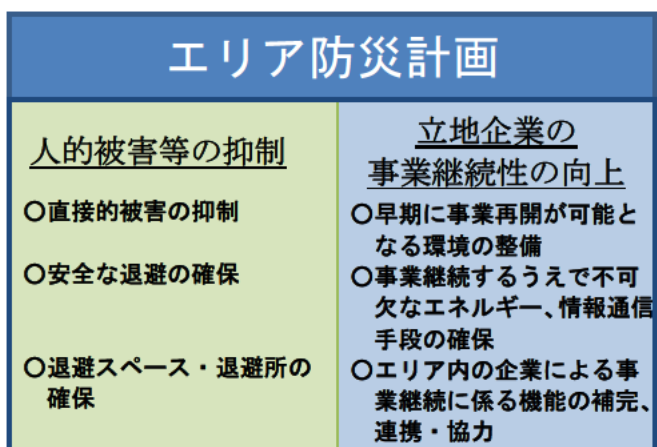 エリア防災計画
人的被害等の抑制
○直接的被害の抑制
○安全な退避の確保
○退避スペース・退避所の
確保
立地企業の
事業継続性の向上
○早期に事業再開が可能と
なる環境の整備
○事業継続するうえで不可
欠なエネルギー、情報通信
手段の確保
○エリア内の企業による事
業継続に係る機能の補完、
連携・協力